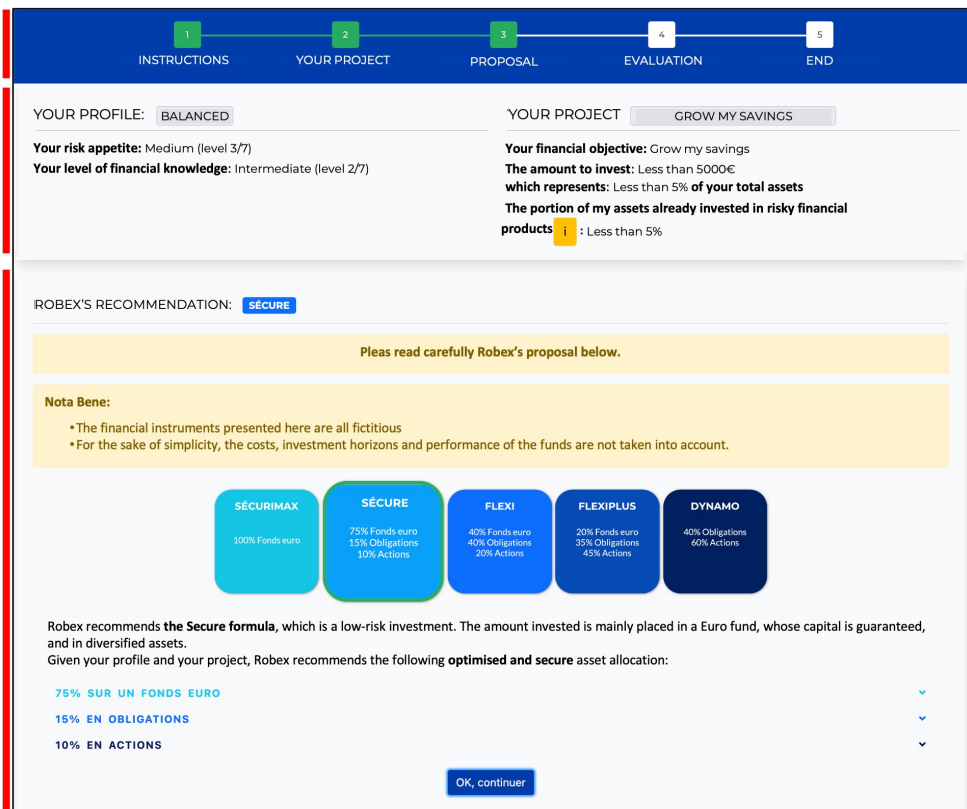 1
2
3
4
5
INSTRUCTIONS
YOUR PROJECT
PROPOSAL
EVALUATION
END
YOUR PROFILE: BALANCED
Your risk appetite: Medium (level 3/7)
Your level of financial knowledge: Intermediate (level 2/7)
YOUR PROJECT GROW MY SAVINGS
Your financial objective: Grow my savings
The amount to invest: Less than 5000€
which represents: Less than 5% of your total assets
The portion of my assets already invested in risky financial
products i : Less than 5%
ROBEX'S RECOMMENDATION: SÉCURE
Pleas read carefully Robex's proposal below.
Nota Bene:
•The financial instruments presented here are all fictitious
•For the sake of simplicity, the costs, investment horizons and performance of the funds are not taken into account.
SÉCURIMAX
100% Fonds euro
SÉCURE
75% Fonds euro
15% Obligations
10% Actions
FLEXI
40% Fonds euro
40% Obligations
20% Actions
FLEXIPLUS
20% Fonds euro
35% Obligations
45% Actions
DYNAMO
40% Obligations
60% Actions
Robex recommends the Secure formula, which is a low-risk investment. The amount invested is mainly placed in a Euro fund, whose capital is guaranteed,
and in diversified assets.
Given your profile and your project, Robex recommends the following optimised and secure asset allocation:
75% SUR UN FONDS EURO
15% EN OBLIGATIONS
10% EN ACTIONS
OK, continuer